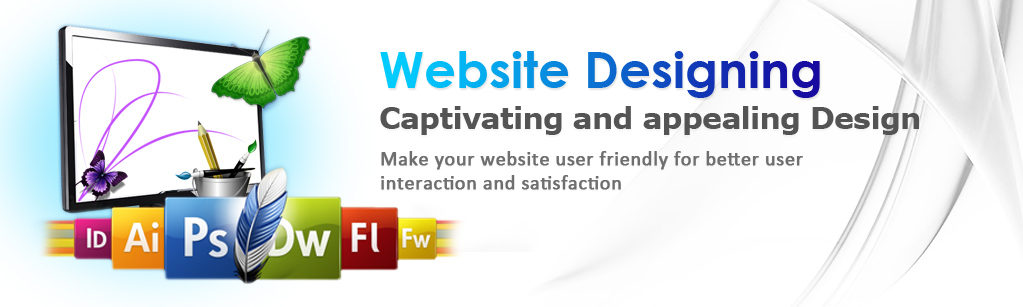 Website Designing
Captivating and appealing Design
Make your website user friendly for better user
interaction and satisfaction
ID Ai Ps Dw Fl Fw